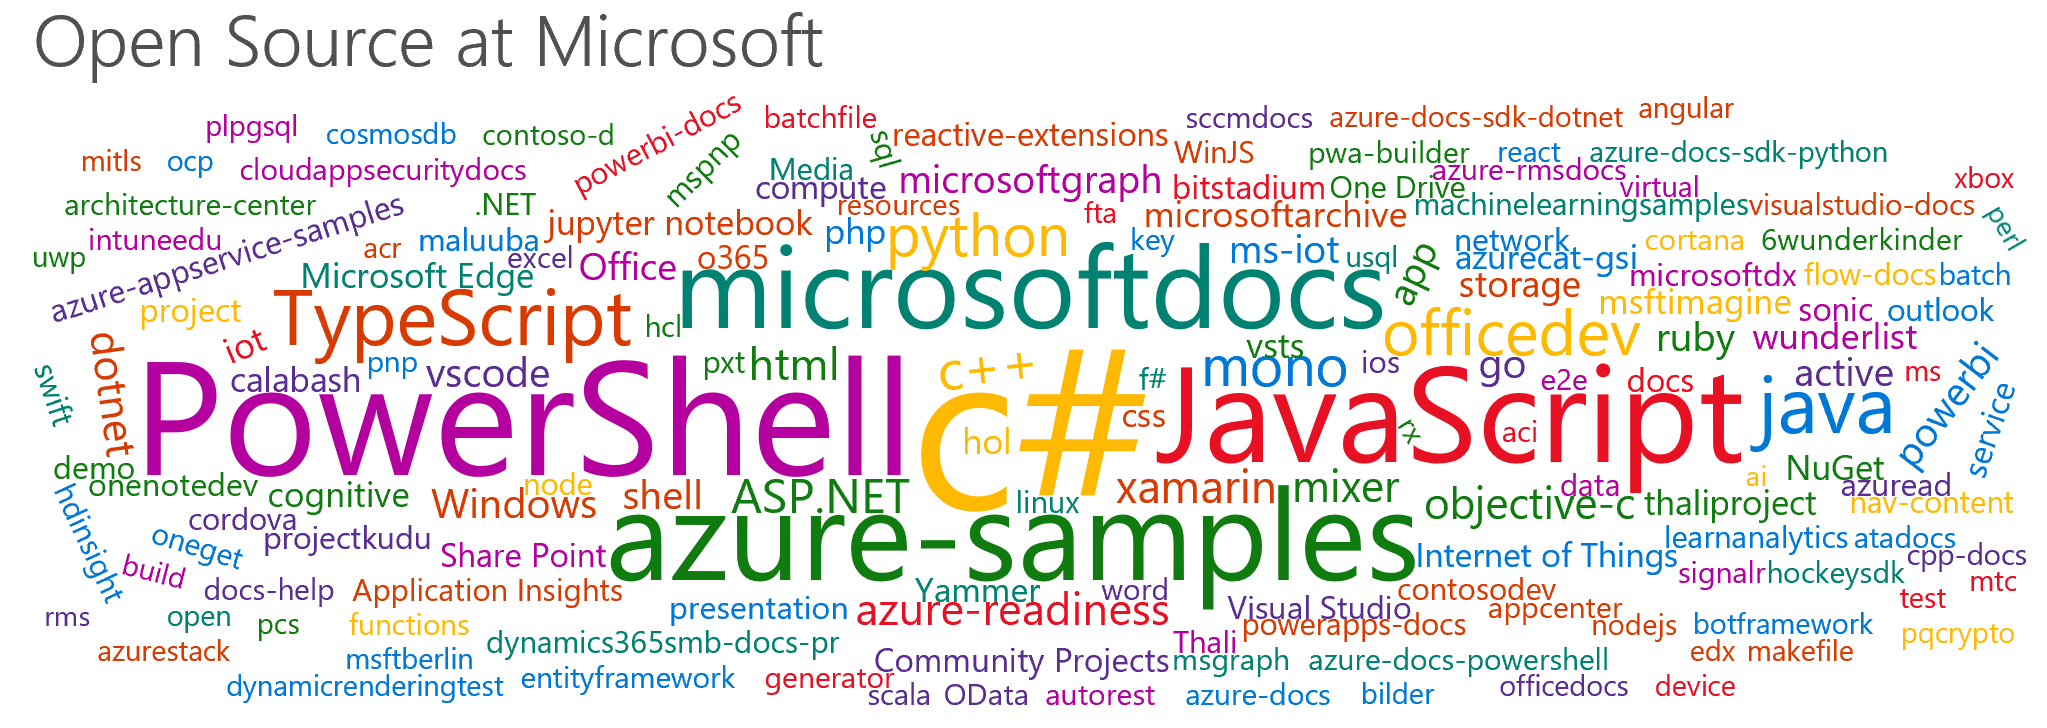 Open Source at Microsoft
plpgsql cosmosdb contoso-d powerbi-docs batchfile sql reactive-extensions sccmdocs azure-docs-sdk-dotnet angular
mitls ocp cloudappsecuritydocs mspnp Media WinJS pwa-builder react azure-docs-sdk-python
compute microsoftgraph bitstadium One Drive azure-rmsdocs virtual xbox
architecture-center azure-appservice-samples .NET jupyter notebook resources fta microsoftarchive machinelearningsamples visualstudio-docs perl
uwp intuneedu acr maluuba excel Office o365 php python key ms-iot usql app network cortana 6wunderkinder
Microsoft Edge microsoftdocs azurecat-gsi microsoftdx flow-docs batch
project TypeScript hcl storage msftimagine sonic outlook
dotnet iot officedev ruby wunderlist
swift calabash pnp vscode pxt html c++ f# mono vsts ios go e2e docs active ms powerbi
PowerShell c# hol css JavaScript rx aci java service
demo onenotedev cognitive Windows node shell ASP.NET linux xamarin mixer data ai NuGet azuread
hdinsight cordova oneget projectkudu azure-samples objective-c thaliproject nav-content
build Share Point Internet of Things learnanalytics atadocs cpp-docs
docs-help Application Insights Yammer word contosodev signalr hockeysdk mtc
rms open pcs functions presentation azure-readiness Visual Studio appcenter test
azurestack dynamics365smb-docs-pr Thali powerapps-docs nodejs botframework pqcrypto
msftberlin Community Projects msgraph azure-docs-powershell edx makefile
dynamicrenderingtest entityframework generator scala OData autorest azure-docs bilder officedocs device